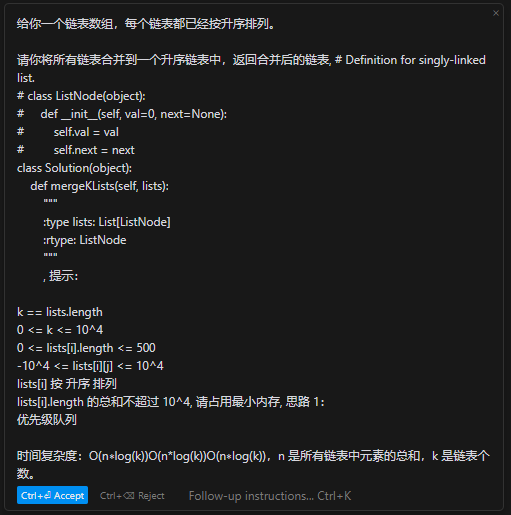 给你一个链表数组，每个链表都已经按升序排列。
请你将所有链表合并到一个升序链表中，返回合并后的链表, # Definition for singly-linked
list.
# class ListNode(object):
#     def __init__(self, val=0, next=None):
#         self.val = val
#         self.next = next
class Solution(object):
    def mergeKLists(self, lists):
        """
        :type lists: List[ListNode]
        :rtype: ListNode
        """
        , 提示：
k == lists.length
0 <= k <= 10^4
0 <= lists[i].length <= 500
-10^4 <= lists[i][j] <= 10^4
lists[i] 按 升序 排列
lists[i].length 的总和不超过 10^4, 请占用最小内存, 思路 1：
优先级队列
时间复杂度：O(n∗log(k))O(n*log(k))O(n∗log(k))，n 是所有链表中元素的总和，k 是链表个
数。
Ctrl+⏎ Accept Ctrl+⌫ Reject Follow-up instructions... Ctrl+K